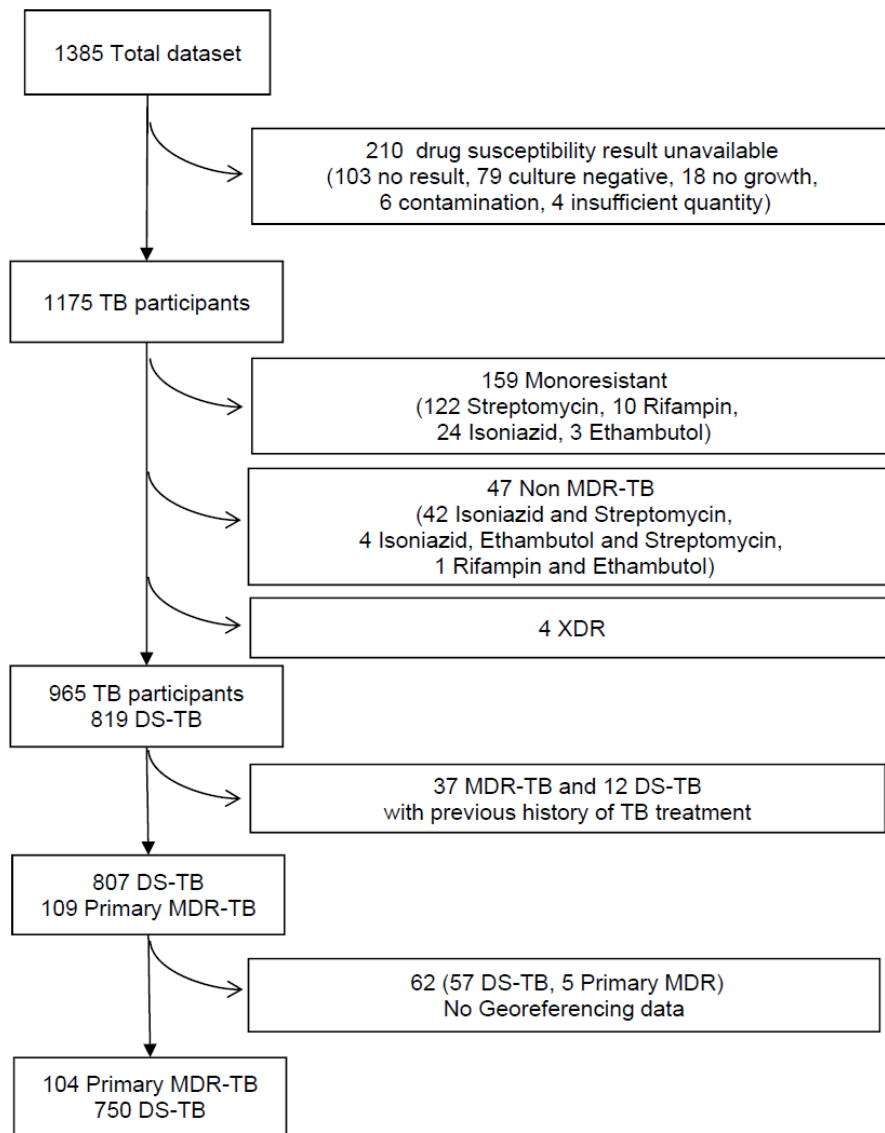 1385 Total dataset
210 drug susceptibility result unavailable
(103 no result, 79 culture negative, 18 no growth,
6 contamination, 4 insufficient quantity)
1175 TB participants
159 Monoresistant
(122 Streptomycin, 10 Rifampin,
24 Isoniazid, 3 Ethambutol)
47 Non MDR-TB
(42 Isoniazid and Streptomycin,
4 Isoniazid, Ethambutol and Streptomycin,
1 Rifampin and Ethambutol)
4 XDR
965 TB participants
819 DS-TB
37 MDR-TB and 12 DS-TB
with previous history of TB treatment
807 DS-TB
109 Primary MDR-TB
62 (57 DS-TB, 5 Primary MDR)
No Georeferencing data
104 Primary MDR-TB
750 DS-TB